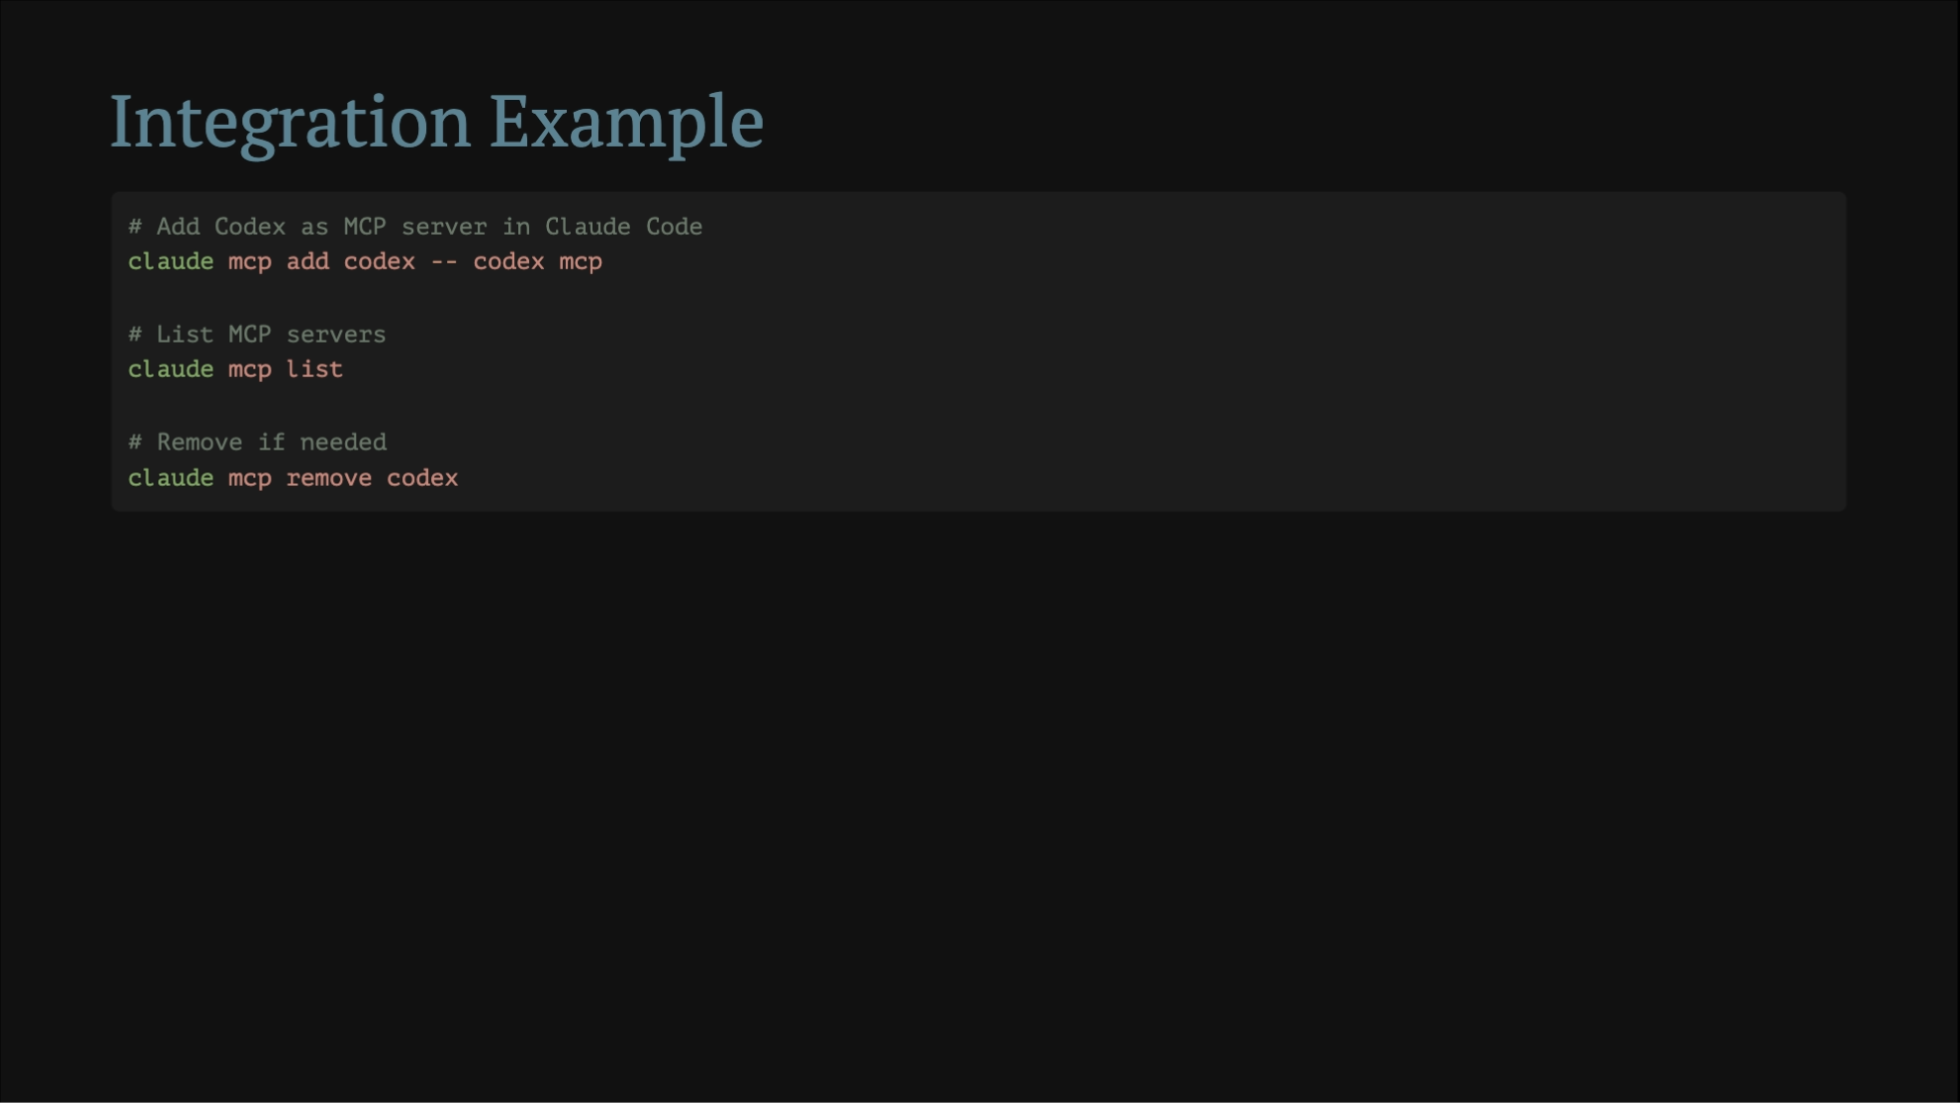 Integration Example
# Add Codex as MCP server in Claude Code
claude mcp add codex -- codex mcp
# List MCP servers
claude mcp list
# Remove if needed
claude mcp remove codex